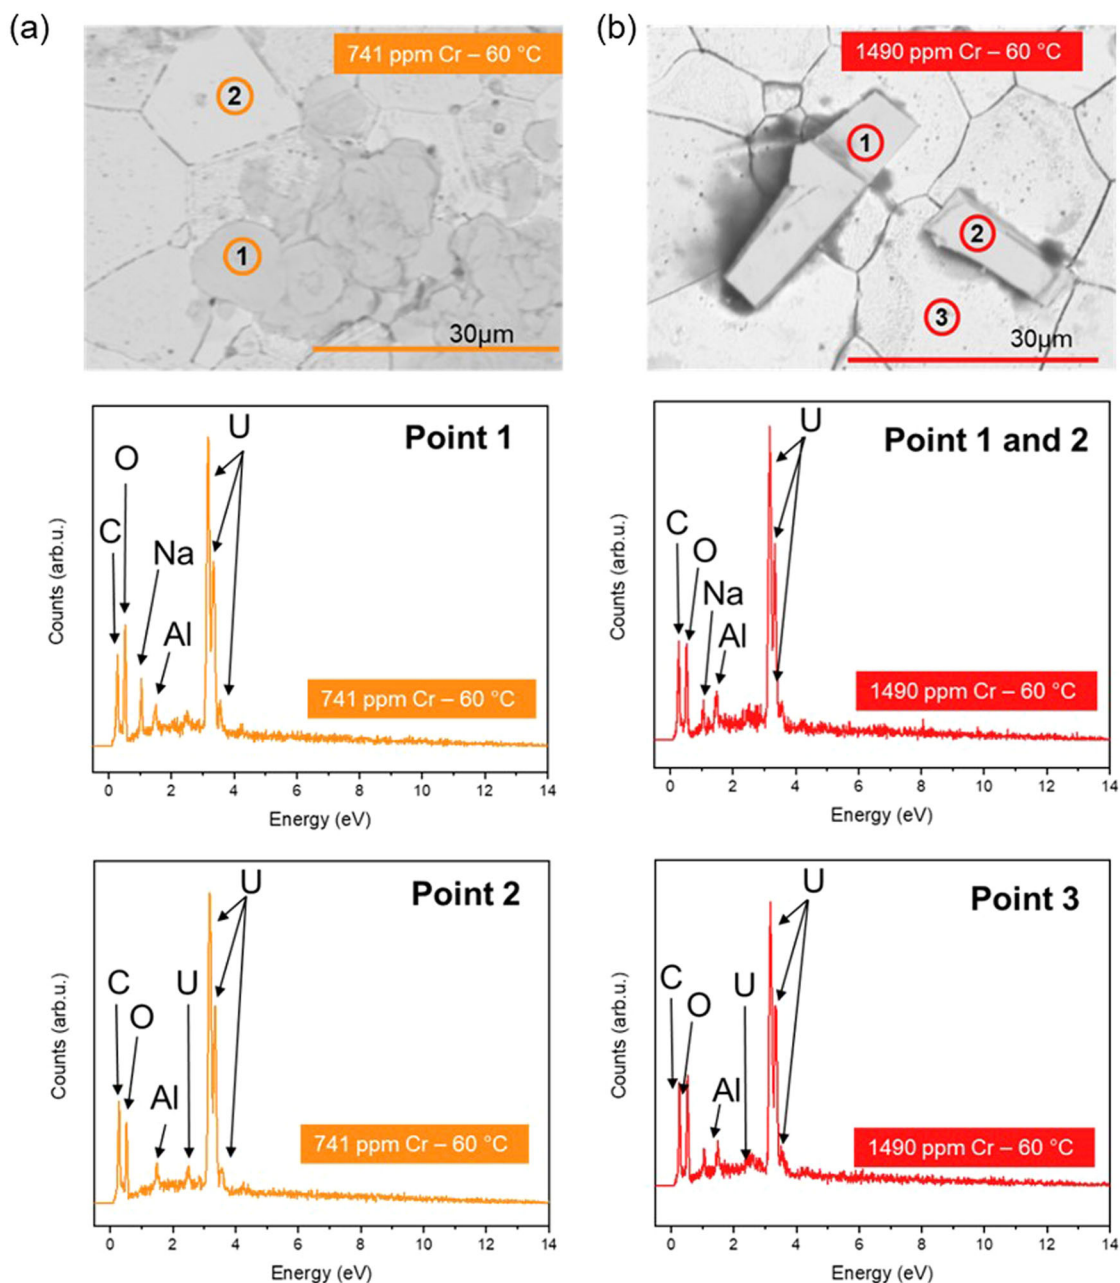 (a)
741 ppm Cr – 60 °C
2
1
30µm
(b)
1490 ppm Cr – 60 °C
1
2
3
30µm
Point 1
U
O
C
Na
Al
741 ppm Cr – 60 °C
Counts (arb.u.)
0 2 4 6 8 10 12 14
Energy (eV)
Point 1 and 2
U
C
O
Na
Al
1490 ppm Cr – 60 °C
Counts (arb.u.)
0 2 4 6 8 10 12 14
Energy (eV)
Point 2
U
C
O
U
Al
741 ppm Cr – 60 °C
Counts (arb.u.)
0 2 4 6 8 10 12 14
Energy (eV)
Point 3
U
C
O
U
Al
1490 ppm Cr – 60 °C
Counts (arb.u.)
0 2 4 6 8 10 12 14
Energy (eV)